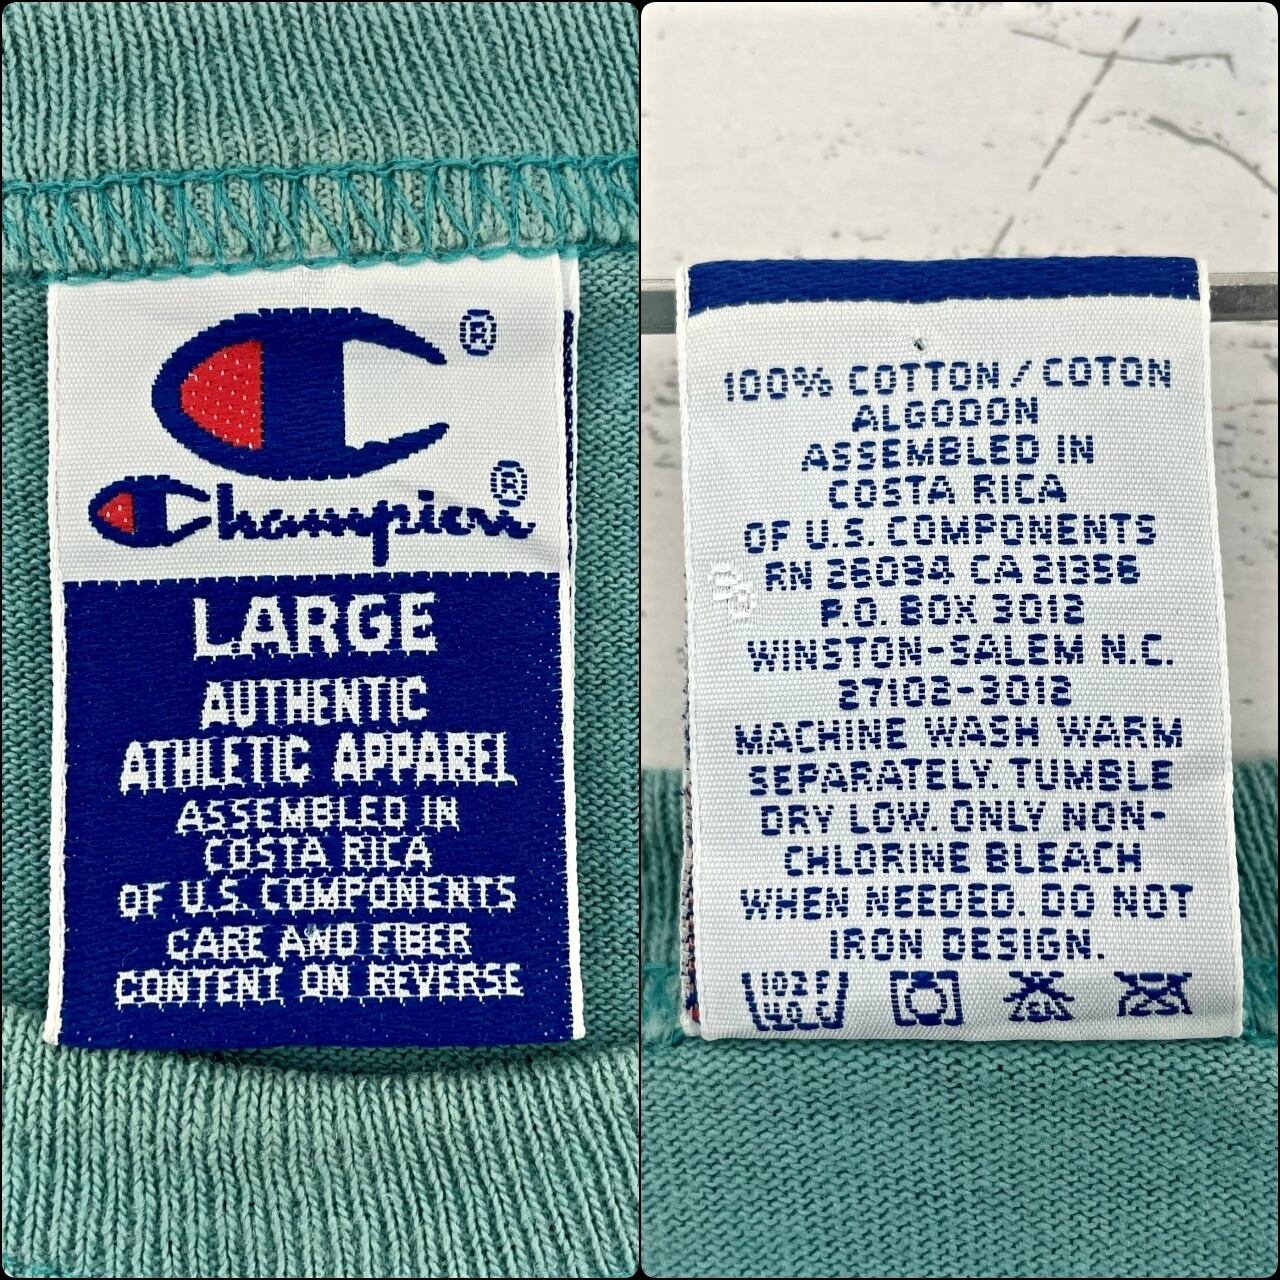 ®
Champion®
LARGE
AUTHENTIC
ATHLETIC APPAREL
ASSEMBLED IN
COSTA RICA
OF U.S. COMPONENTS
CARE AND FIBER
CONTENT ON REVERSE
100% COTTON/COTON
ALGODON
ASSEMBLED IN
COSTA RICA
OF U.S. COMPONENTS
RN 26094 CA 21356
P.O. BOX 3012
WINSTON-SALEM N.C.
27102-3012
MACHINE WASH WARM
SEPARATELY. TUMBLE
DRY LOW. ONLY NON-
CHLORINE BLEACH
WHEN NEEDED. DO NOT
IRON DESIGN.
102 F
40 C